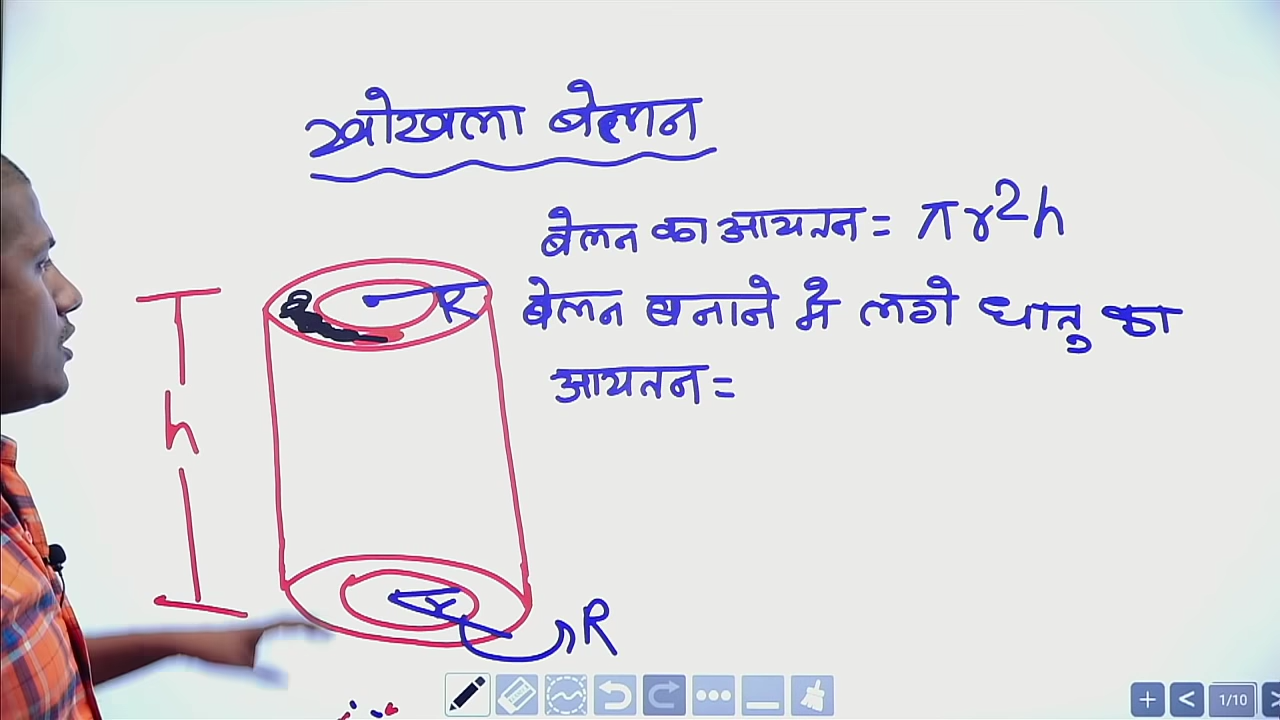 खोखला बेलन
बेलन का आयतन = πr²h
बेलन बनाने में लगे धातु का
आयतन =
R
h
r
R
1/10